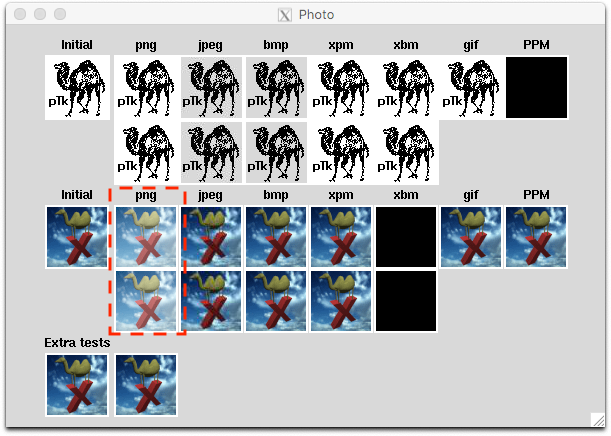 Photo
Initial png jpeg bmp xpm xbm gif PPM
pTk pTk pTk pTk pTk pTk pTk
pTk pTk pTk pTk pTk
Initial png jpeg bmp xpm xbm gif PPM
Extra tests